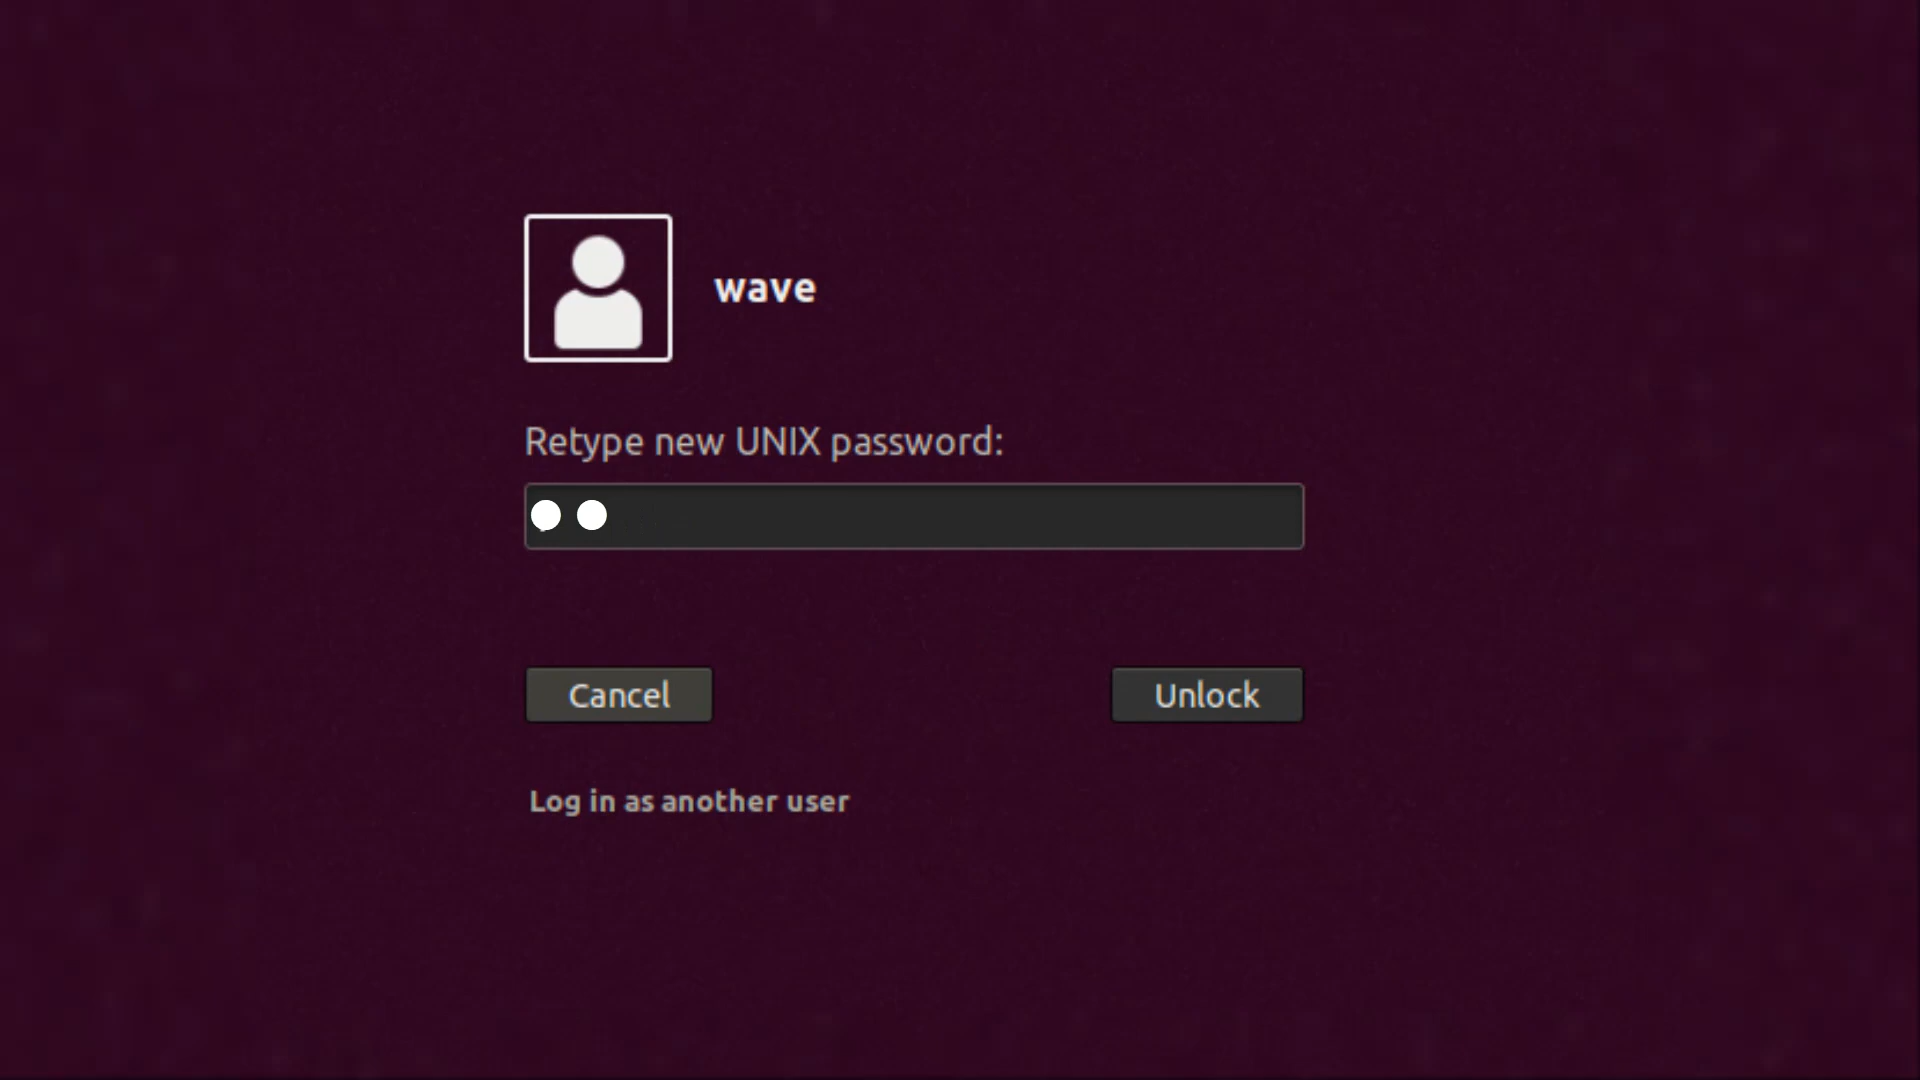 wave
Retype new UNIX password:
Cancel
Unlock
Log in as another user